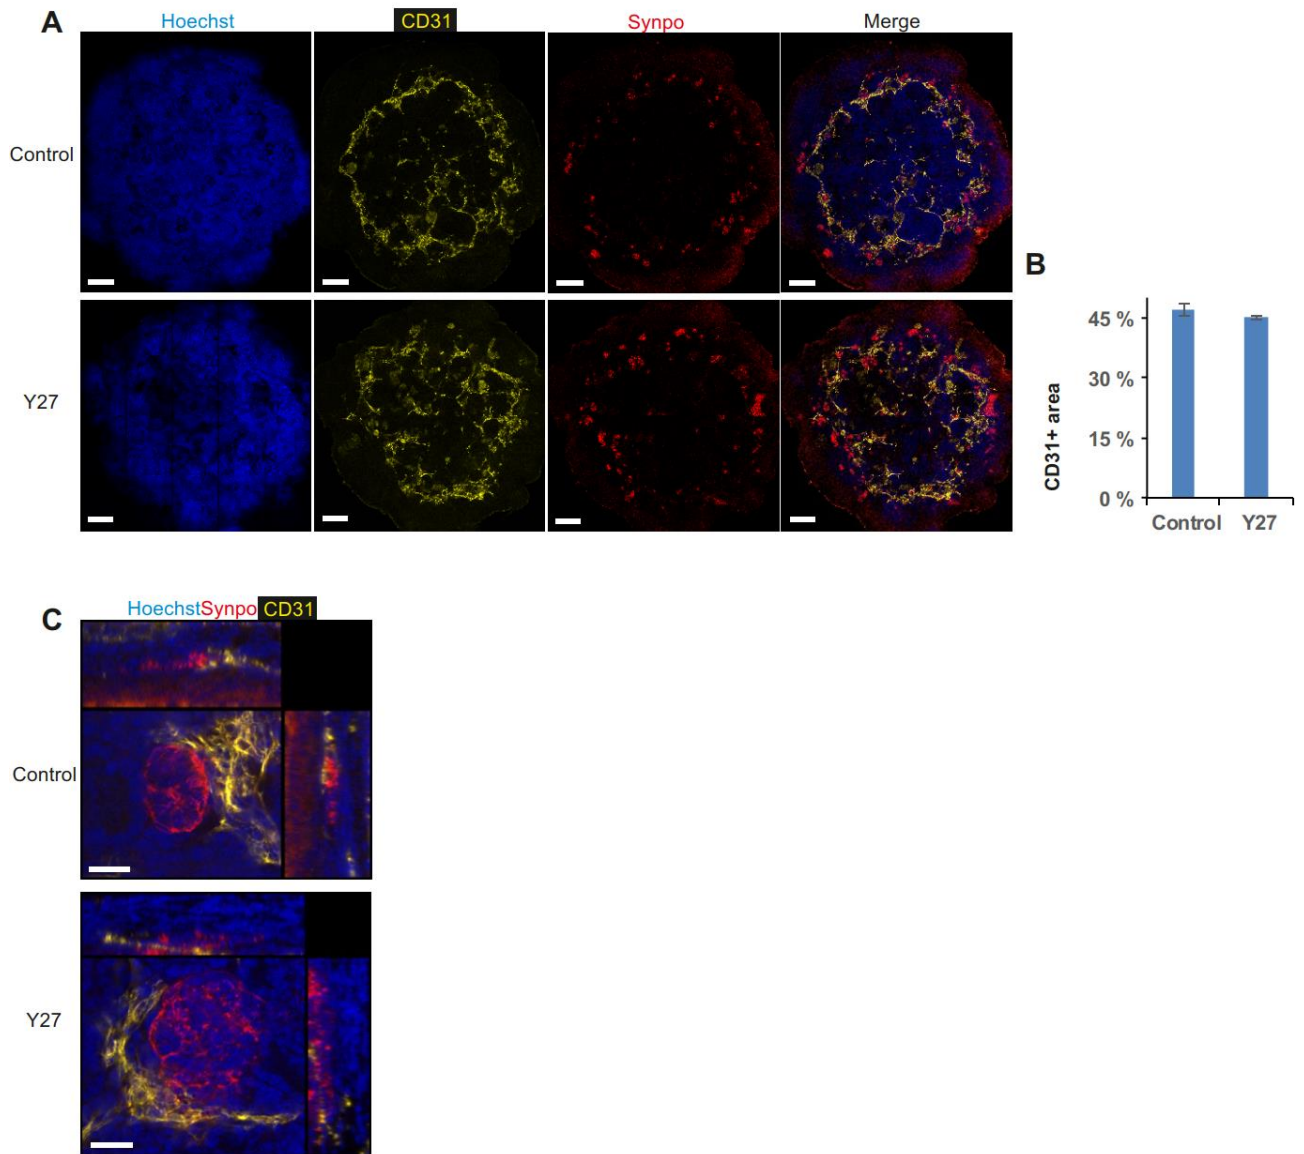 A
Hoechst
CD31
Synpo
Merge
Control
Y27
B
CD31+ area
45 %
30 %
15 %
0 %
Control
Y27
C
HoechstSynpo CD31
Control
Y27